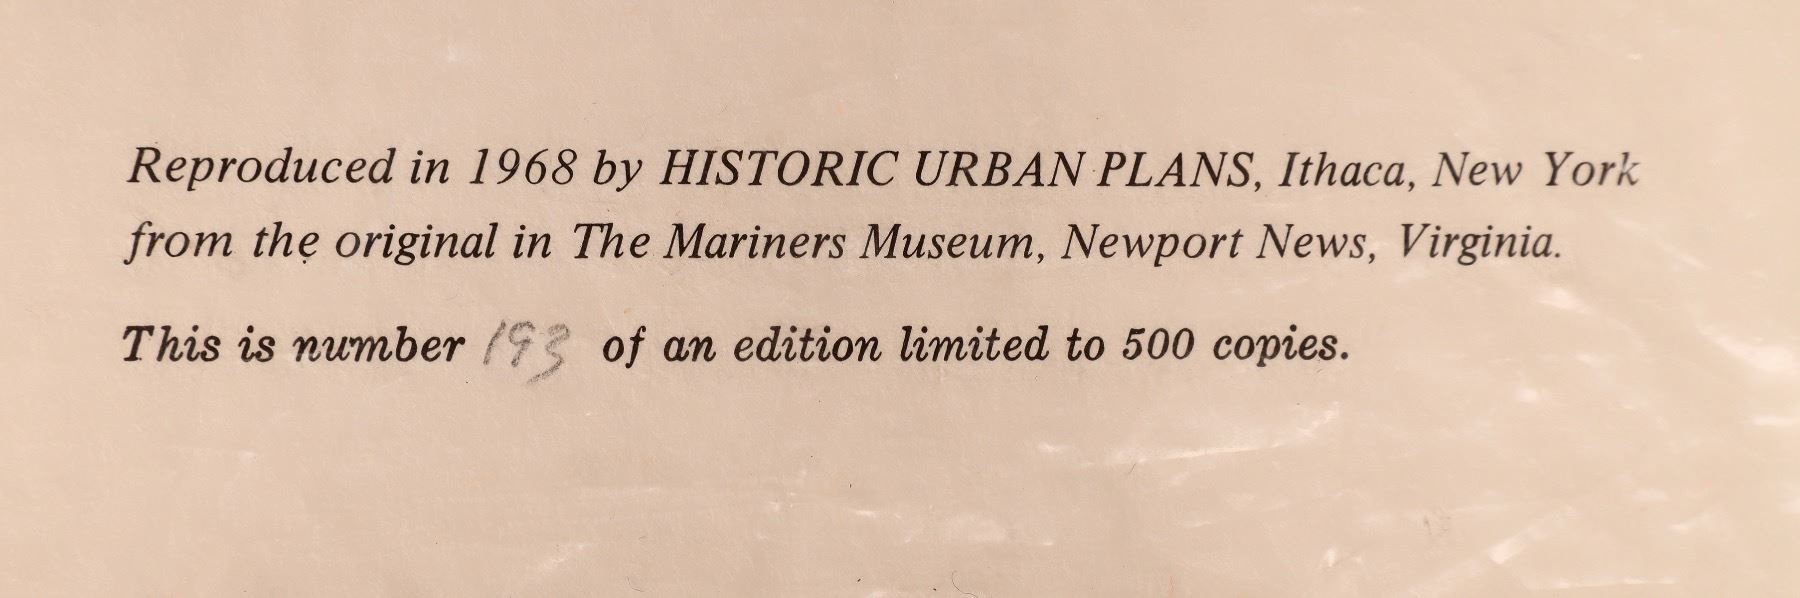 Reproduced in 1968 by HISTORIC URBAN PLANS, Ithaca, New York
from the original in The Mariners Museum, Newport News, Virginia.
This is number 193 of an edition limited to 500 copies.